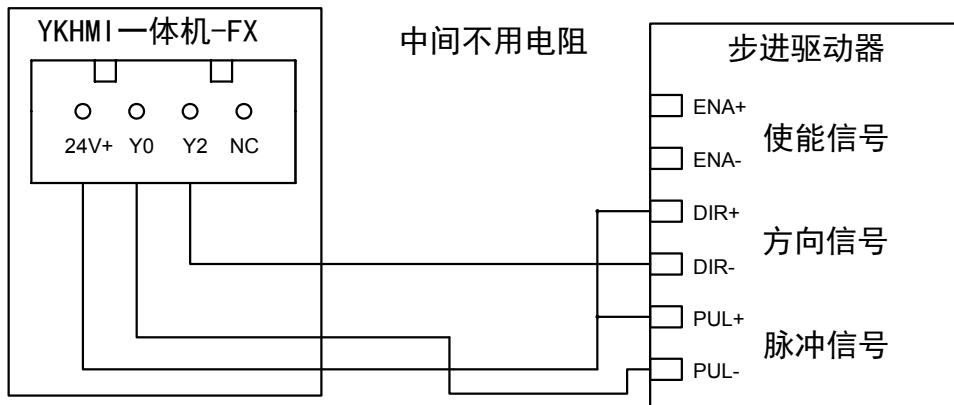 YKHMI一体机-FX
中间不用电阻
步进驱动器
24V+ Y0 Y2 NC
ENA+
使能信号
ENA-
DIR+
方向信号
DIR-
PUL+
脉冲信号
PUL-